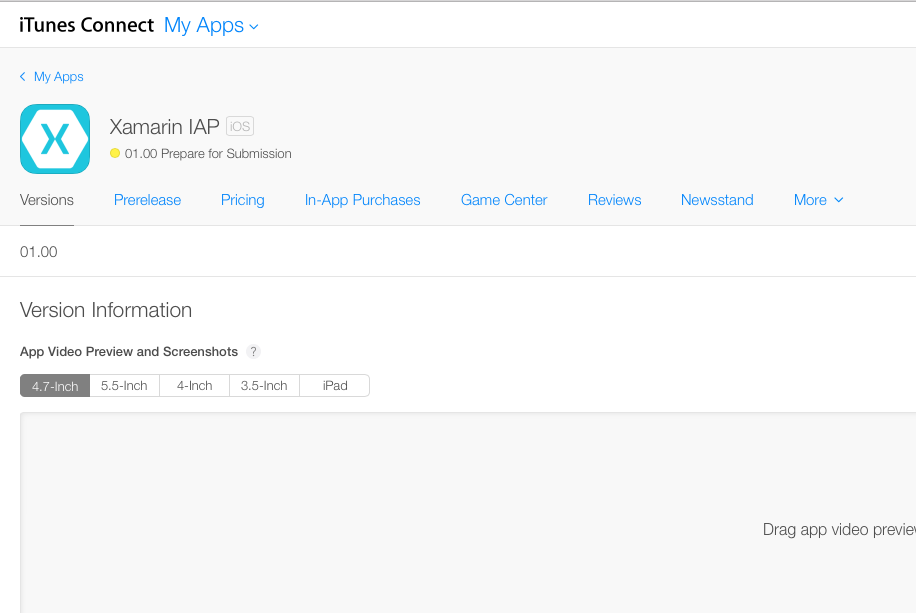 iTunes Connect My Apps
My Apps
Xamarin IAP iOS
01.00 Prepare for Submission
Versions Prerelease Pricing In-App Purchases Game Center Reviews Newsstand More
01.00
Version Information
App Video Preview and Screenshots ?
4.7-Inch 5.5-Inch 4-Inch 3.5-Inch iPad
Drag app video preview